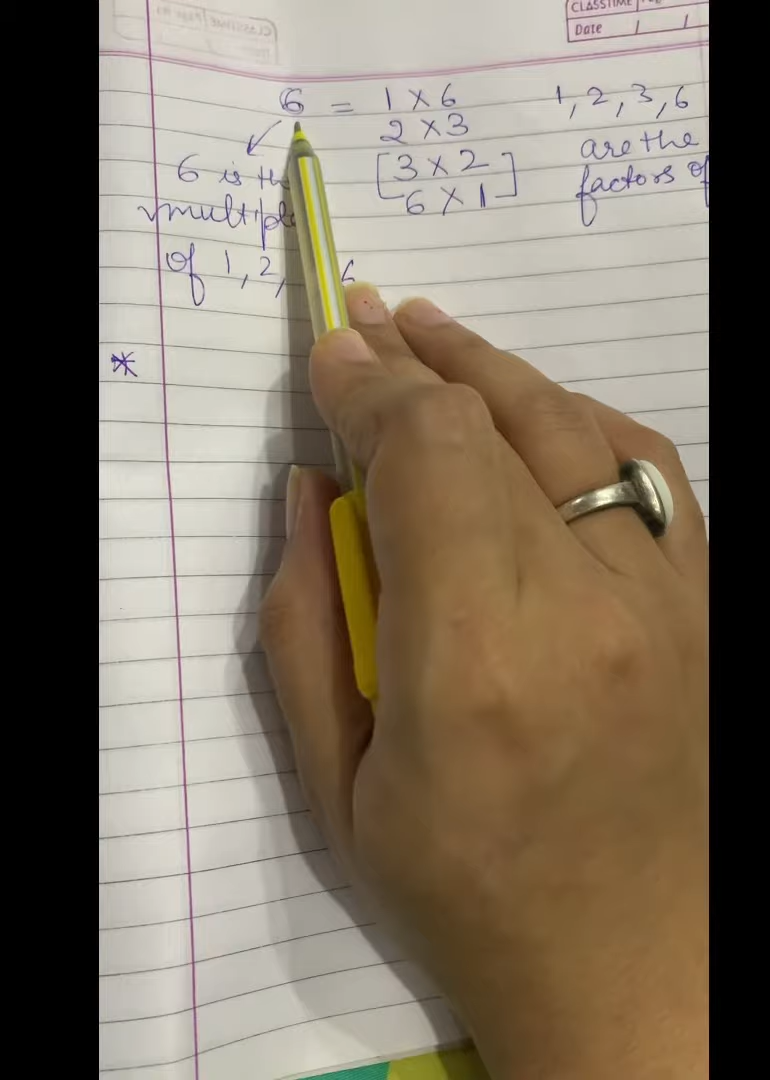 CLASSTIME
Date / /
6 = 1 × 6
2 × 3
[3 × 2
6 × 1]
1, 2, 3, 6
are the
factors of
6 is
multiple
of 1, 2, 6
*